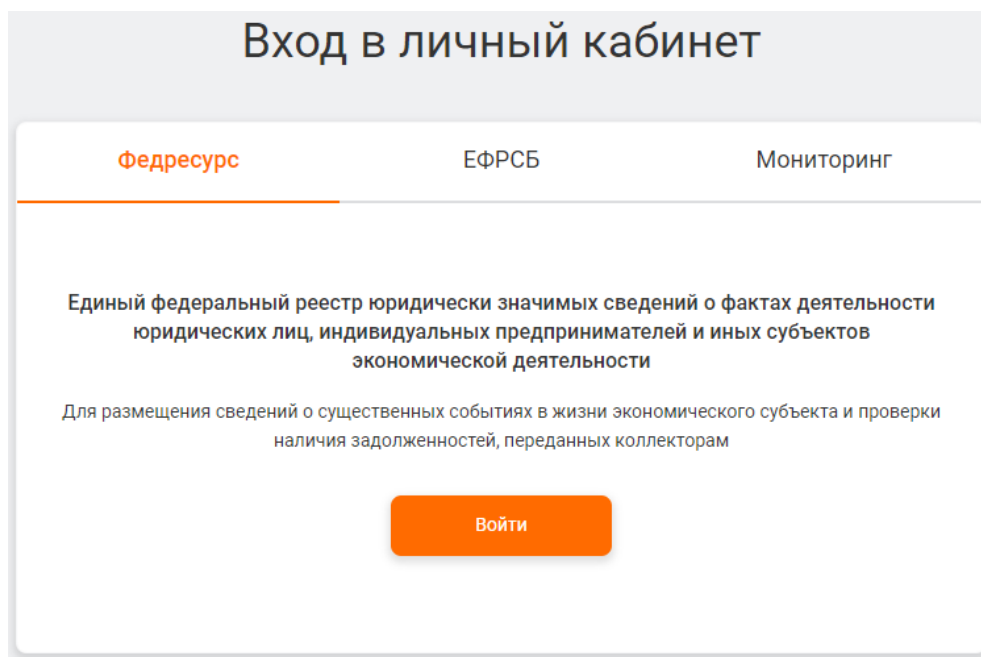 Вход в личный кабинет
Федресурс ЕФРСБ Мониторинг
Единый федеральный реестр юридически значимых сведений о фактах деятельности
юридических лиц, индивидуальных предпринимателей и иных субъектов
экономической деятельности
Для размещения сведений о существенных событиях в жизни экономического субъекта и проверки
наличия задолженностей, переданных коллекторам
Войти